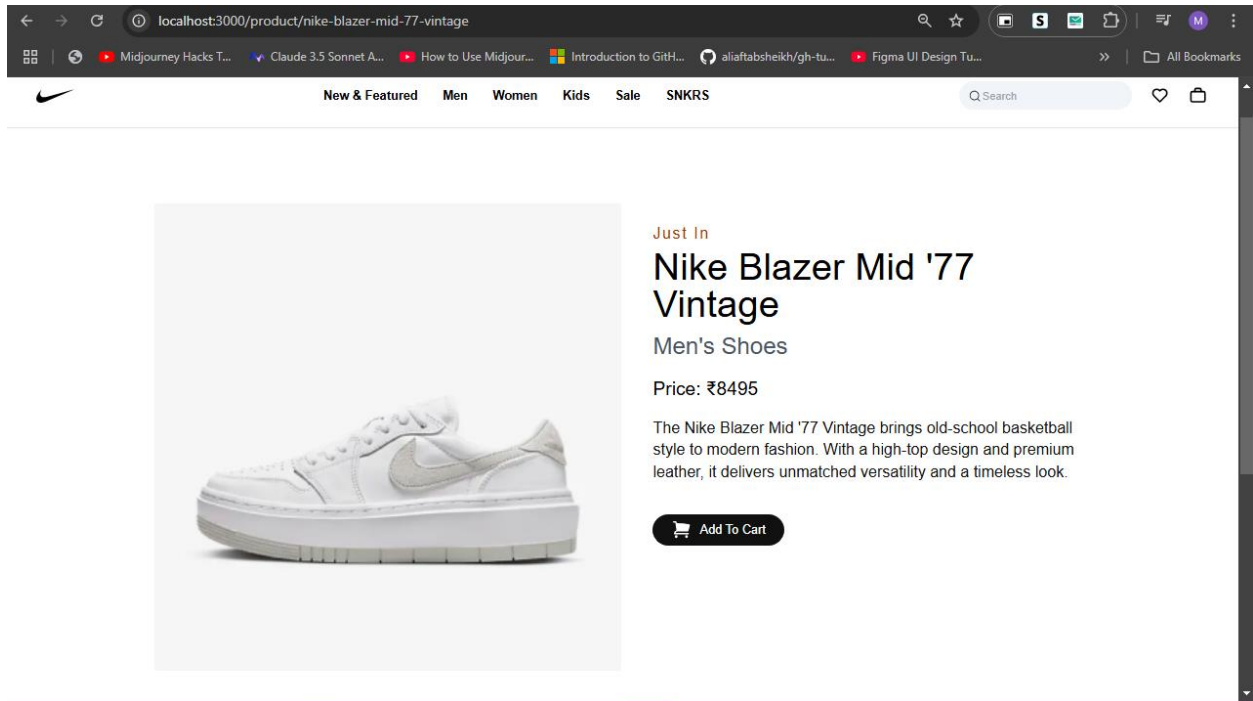 localhost:3000/product/nike-blazer-mid-77-vintage
S
M
Midjourney Hacks T... Claude 3.5 Sonnet A... How to Use Midjour... Introduction to GitH... aliaftabsheikh/gh-tu... Figma UI Design Tu... » All Bookmarks
New & Featured Men Women Kids Sale SNKRS Search
Just In
Nike Blazer Mid '77
Vintage
Men's Shoes
Price: ₹8495
The Nike Blazer Mid '77 Vintage brings old-school basketball
style to modern fashion. With a high-top design and premium
leather, it delivers unmatched versatility and a timeless look.
Add To Cart